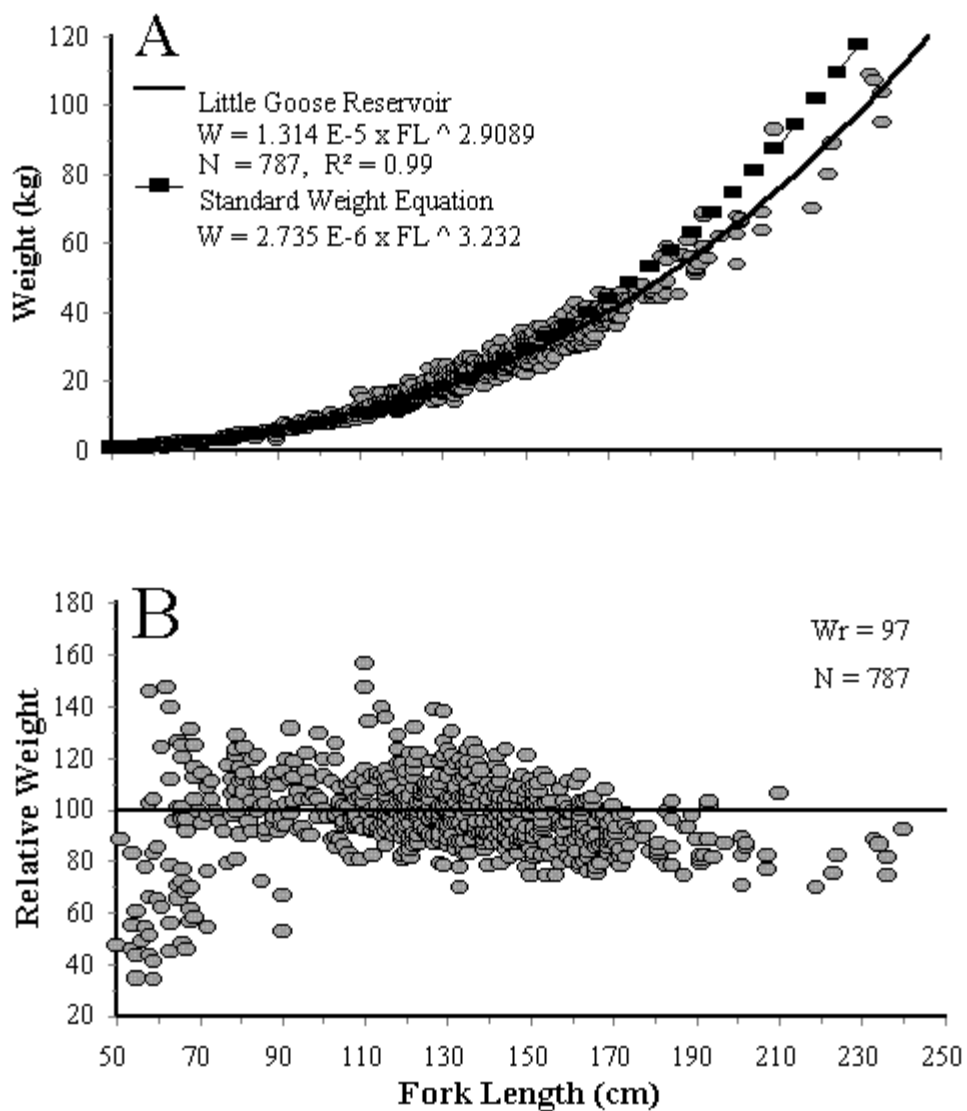 A
Little Goose Reservoir
W = 1.314 E-5 x FL ^ 2.9089
N = 787, R² = 0.99
Standard Weight Equation
W = 2.735 E-6 x FL ^ 3.232
Weight (kg)
120
100
80
60
40
20
0
B
Wr = 97
N = 787
Relative Weight
180
160
140
120
100
80
60
40
20
50 70 90 110 130 150 170 190 210 230 250
Fork Length (cm)